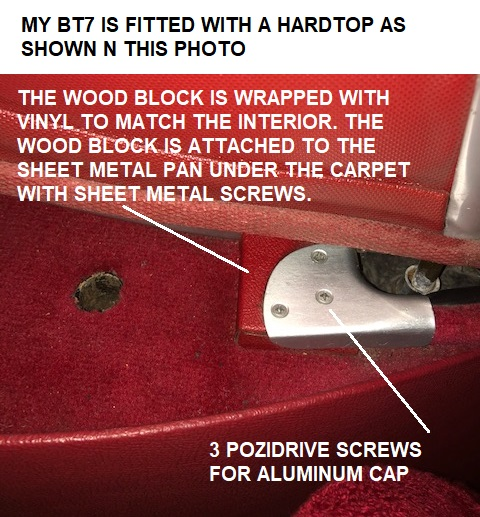 MY BT7 IS FITTED WITH A HARDTOP AS
SHOWN N THIS PHOTO
THE WOOD BLOCK IS WRAPPED WITH
VINYL TO MATCH THE INTERIOR. THE
WOOD BLOCK IS ATTACHED TO THE
SHEET METAL PAN UNDER THE CARPET
WITH SHEET METAL SCREWS.
3 POZIDRIVE SCREWS
FOR ALUMINUM CAP